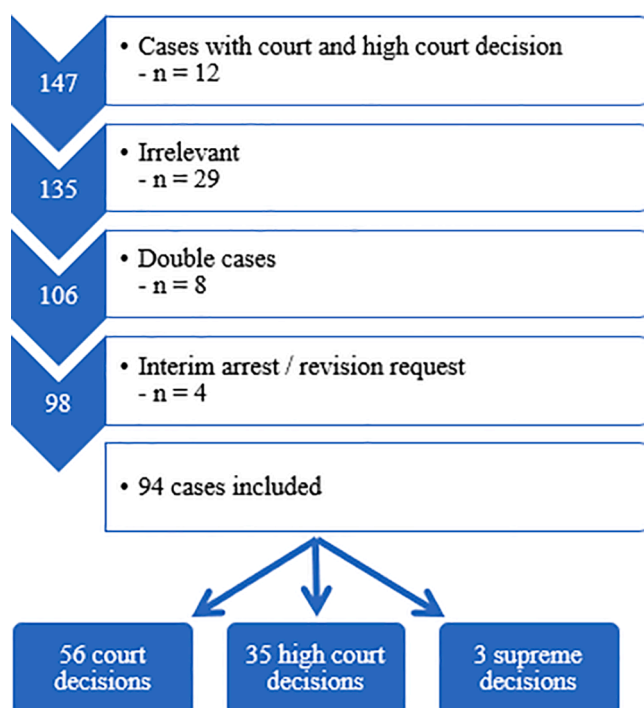 147
• Cases with court and high court decision
- n = 12
135
• Irrelevant
- n = 29
106
• Double cases
- n = 8
98
• Interim arrest / revision request
- n = 4
• 94 cases included
56 court
decisions
35 high court
decisions
3 supreme
decisions